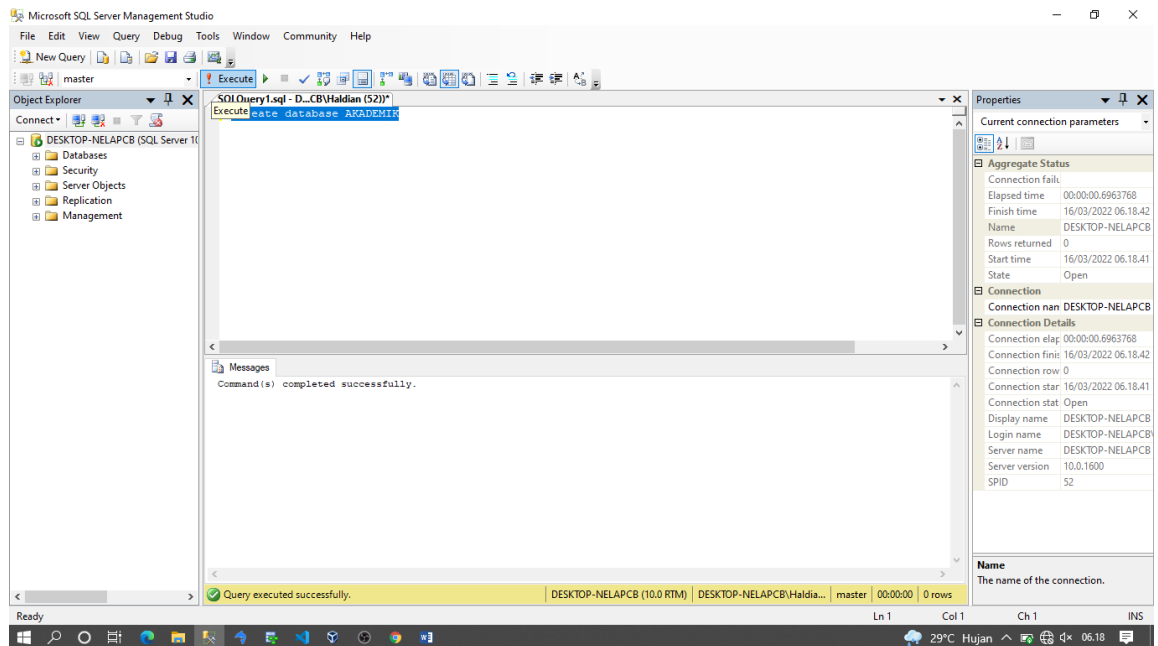 Microsoft SQL Server Management Studio
File Edit View Query Debug Tools Window Community Help
New Query
master Execute
Object Explorer
Connect
DESKTOP-NELAPCB (SQL Server 10
Databases
Security
Server Objects
Replication
Management
SQLQuery1.sql - D...CB\Haldian (52))*
Execute
eate database AKADEMIK
Messages
Command(s) completed successfully.
Query executed successfully. DESKTOP-NELAPCB (10.0 RTM) DESKTOP-NELAPCB\Haldia... master 00:00:00 0 rows
Properties
Current connection parameters
Aggregate Status
Connection failu
Elapsed time 00:00:00.6963768
Finish time 16/03/2022 06.18.42
Name DESKTOP-NELAPCB
Rows returned 0
Start time 16/03/2022 06.18.41
State Open
Connection
Connection nam DESKTOP-NELAPCB
Connection Details
Connection elap 00:00:00.6963768
Connection finis 16/03/2022 06.18.42
Connection row 0
Connection star 16/03/2022 06.18.41
Connection stat Open
Display name DESKTOP-NELAPCB
Login name DESKTOP-NELAPCB\
Server name DESKTOP-NELAPCB
Server version 10.0.1600
SPID 52
Name
The name of the connection.
Ready Ln 1 Col 1 Ch 1 INS
29°C Hujan 06.18